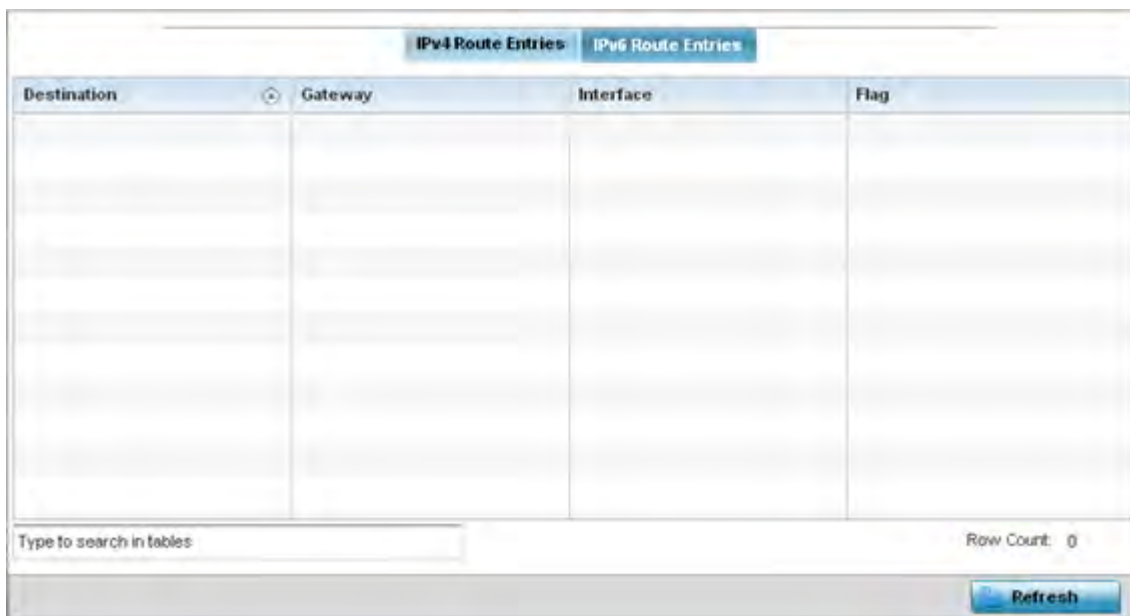 IPv4 Route Entries IPv6 Route Entries
Destination Gateway Interface Flag
Type to search in tables Row Count: 0
Refresh